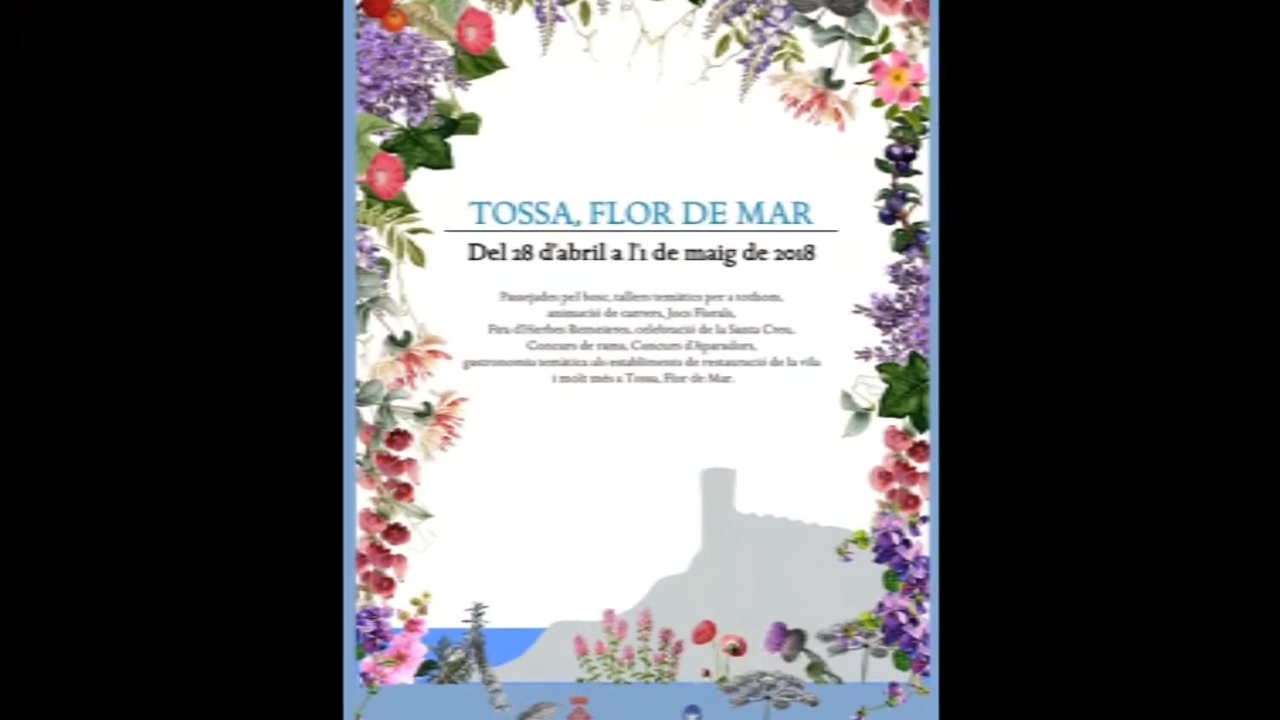 TOSSA, FLOR DE MAR
Del 28 d'abril a l'1 de maig de 2018
Passejades pel bosc, tallers temàtics per a tothom,
animació de carrers, Jocs Florals,
Fira d'Herbes Remeieres, celebració de la Santa Creu,
Concurs de rams, Concurs d'Aparadors,
gastronomia temàtica als establiments de restauració de la vila
i molt més a Tossa, Flor de Mar.